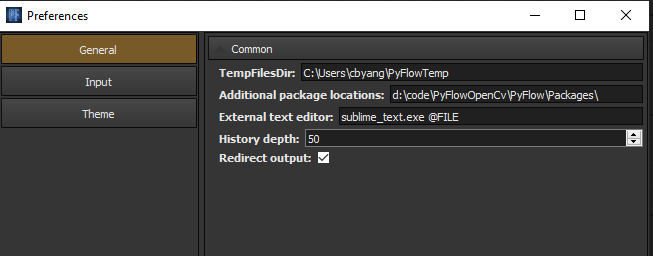 Preferences
General
Input
Theme
Common
TempFilesDir: C:\Users\cbyang\PyFlowTemp
Additional package locations: d:\code\PyFlowOpenCv\PyFlow\Packages\
External text editor: sublime_text.exe @FILE
History depth: 50
Redirect output: